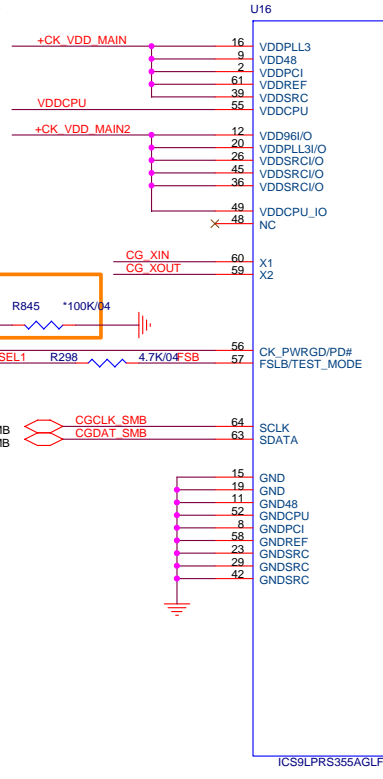 U16
+CK_VDD_MAIN 16 VDDPLL3
9 VDD48
2 VDDPCI
61 VDDREF
39 VDDSRC
VDDCPU 55 VDDCPU
+CK_VDD_MAIN2 12 VDD96I/O
20 VDDPLL3I/O
26 VDDSRCI/O
45 VDDSRCI/O
36 VDDSRCI/O
49 VDDCPU_IO
48 NC
CG_XIN 60 X1
CG_XOUT 59 X2
R845 *100K/04
56 CK_PWRGD/PD#
SEL1 R298 4.7K/04 FSB 57 FSLB/TEST_MODE
MB CGCLK_SMB 64 SCLK
MB CGDAT_SMB 63 SDATA
15 GND
19 GND
11 GND48
52 GNDCPU
8 GNDPCI
58 GNDREF
23 GNDSRC
29 GNDSRC
42 GNDSRC
ICS9LPRS355AGLF